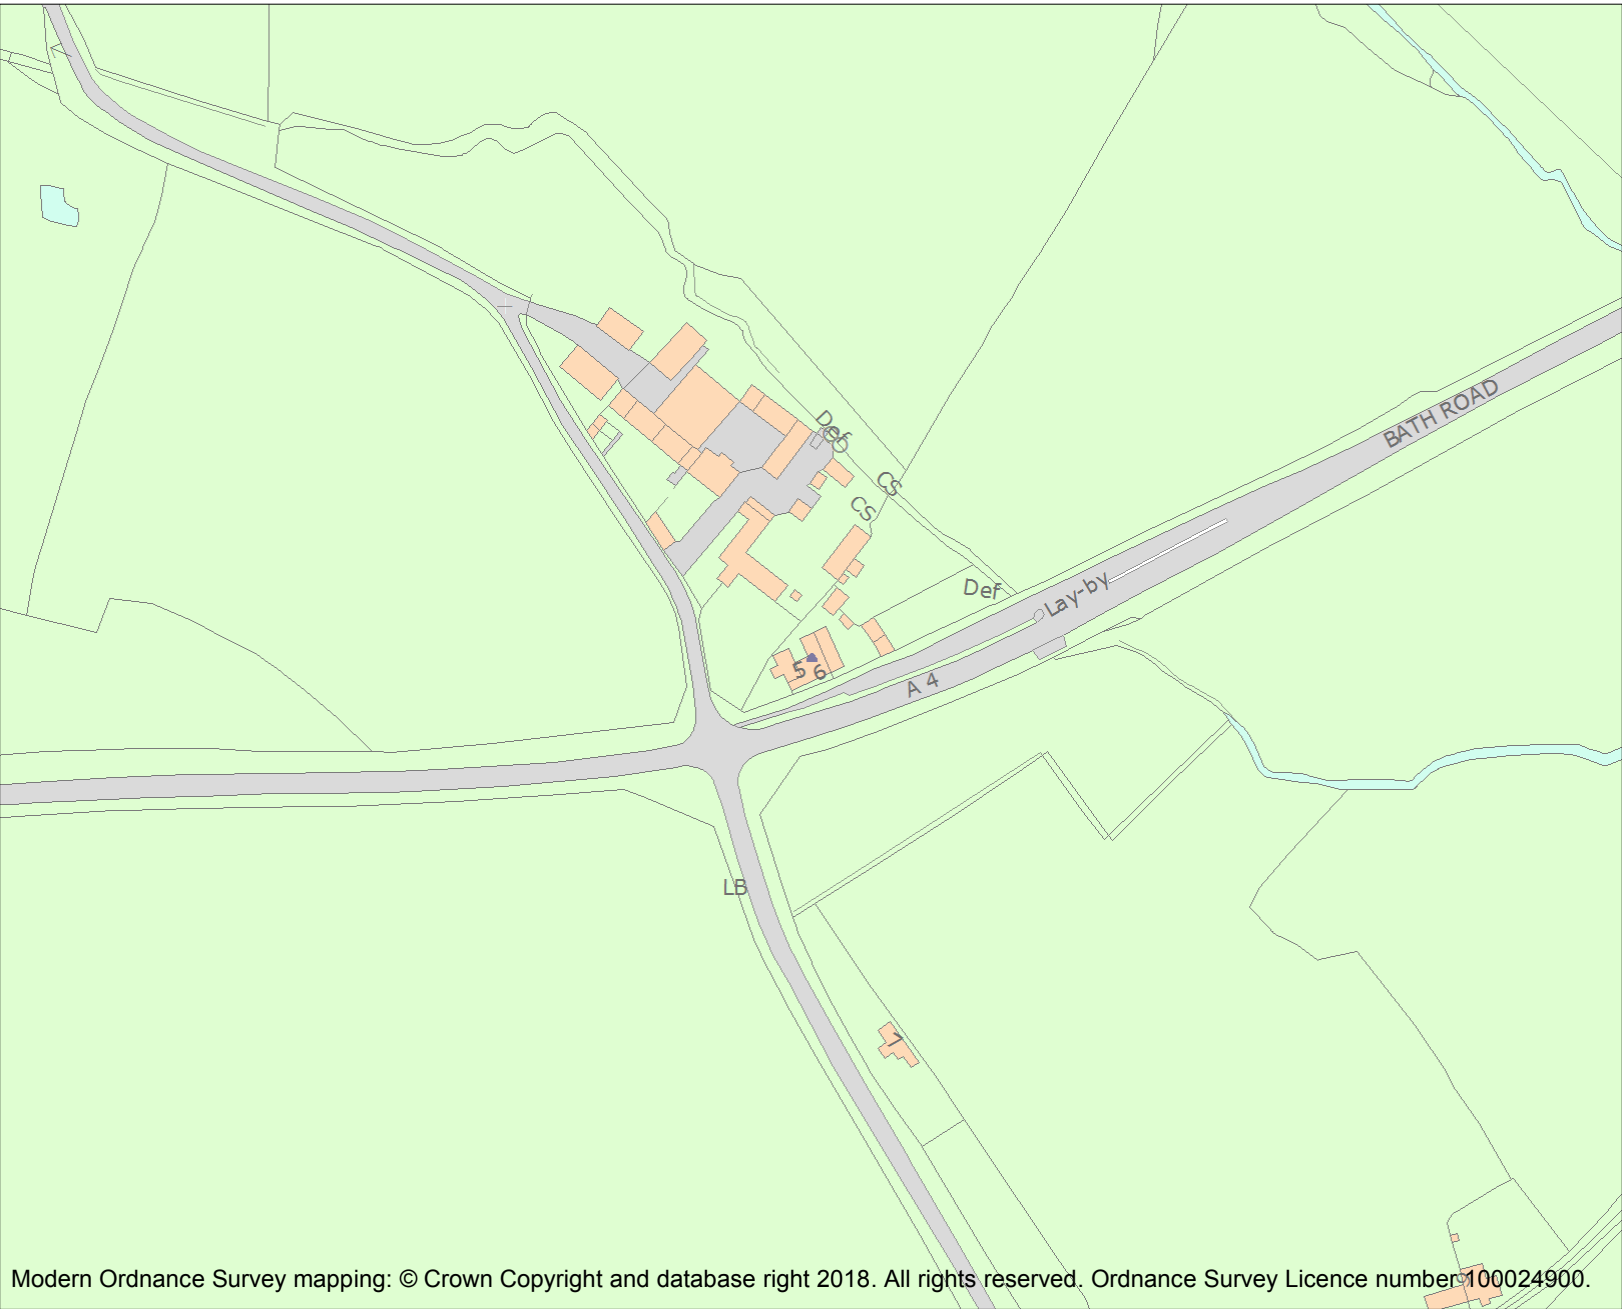 BATH ROAD
Def
CS
CS
Def
Lay-by
A 4
5
6
LB
7
Modern Ordnance Survey mapping: © Crown Copyright and database right 2018. All rights reserved. Ordnance Survey Licence number 100024900.